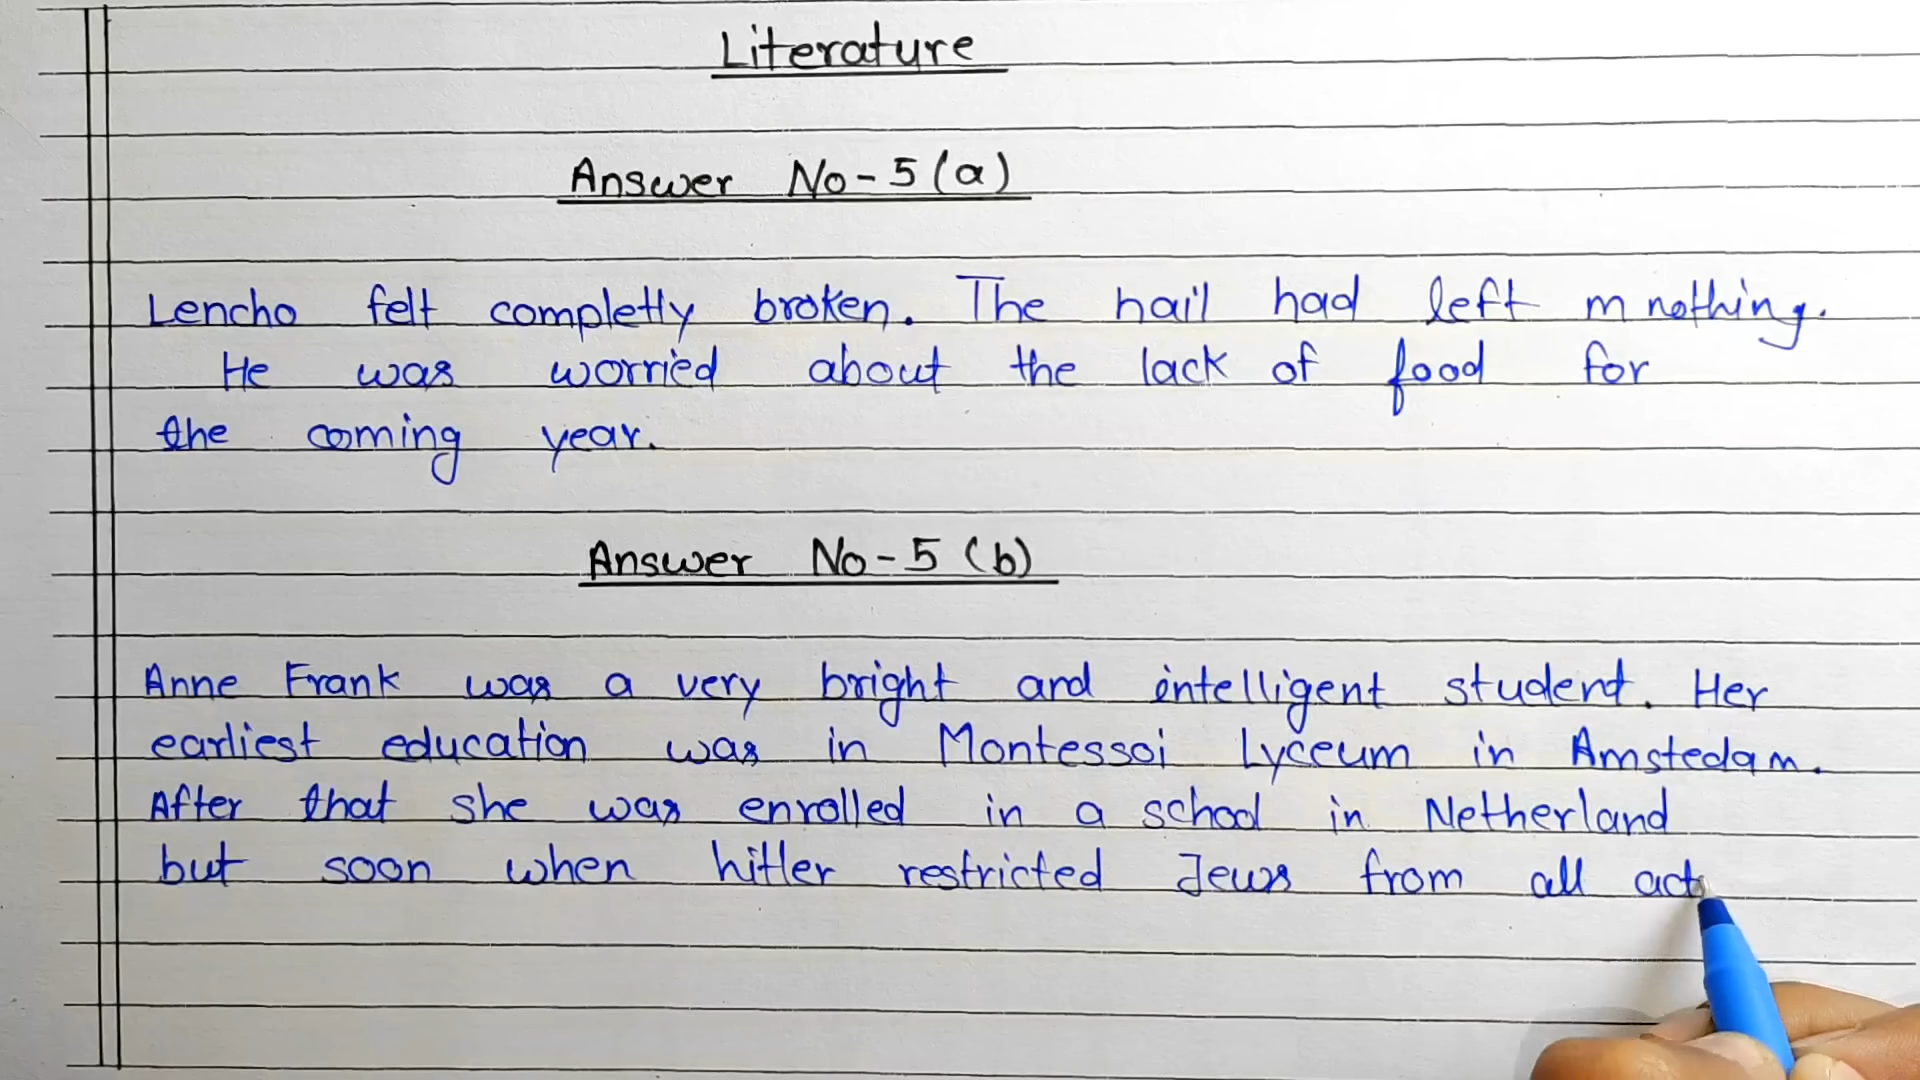 Literature
Answer No-5(a)
Lencho felt completly broken. The hail had left m nothing.
He was worried about the lack of food for
the coming year.
Answer No-5 (b)
Anne Frank was a very bright and intelligent student. Her
earliest education was in Montessoi Lyceum in Amstedam.
After that she was enrolled in a school in Netherland
but soon when hitler restricted Jews from all act